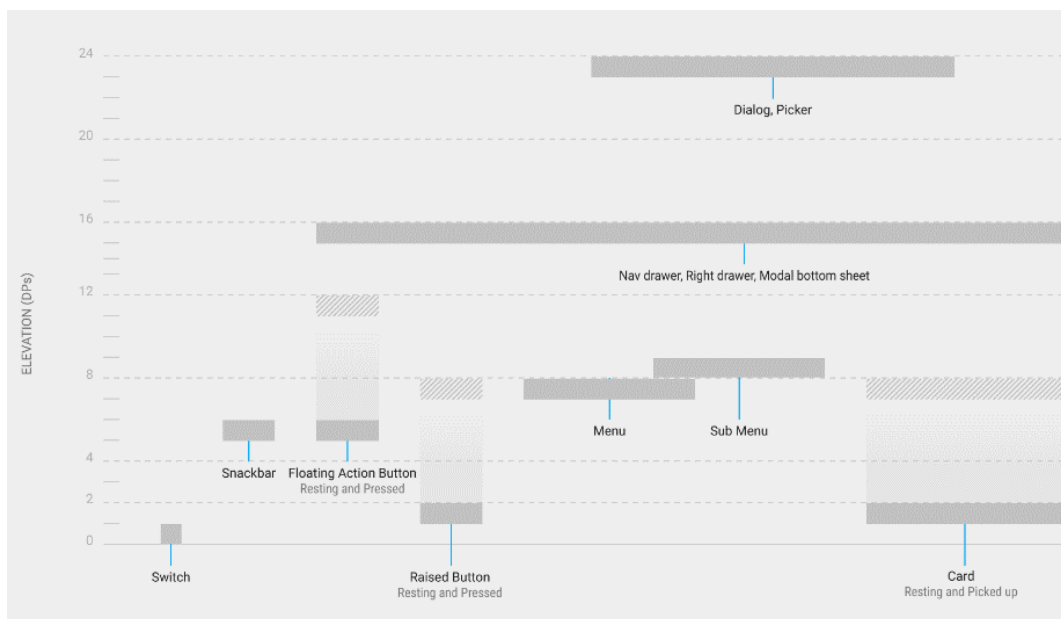 24
Dialog, Picker
20
16
Nav drawer, Right drawer, Modal bottom sheet
ELEVATION (DPs)
12
8
Menu
Sub Menu
4
Snackbar
Floating Action Button
Resting and Pressed
2
0
Switch
Raised Button
Resting and Pressed
Card
Resting and Picked up